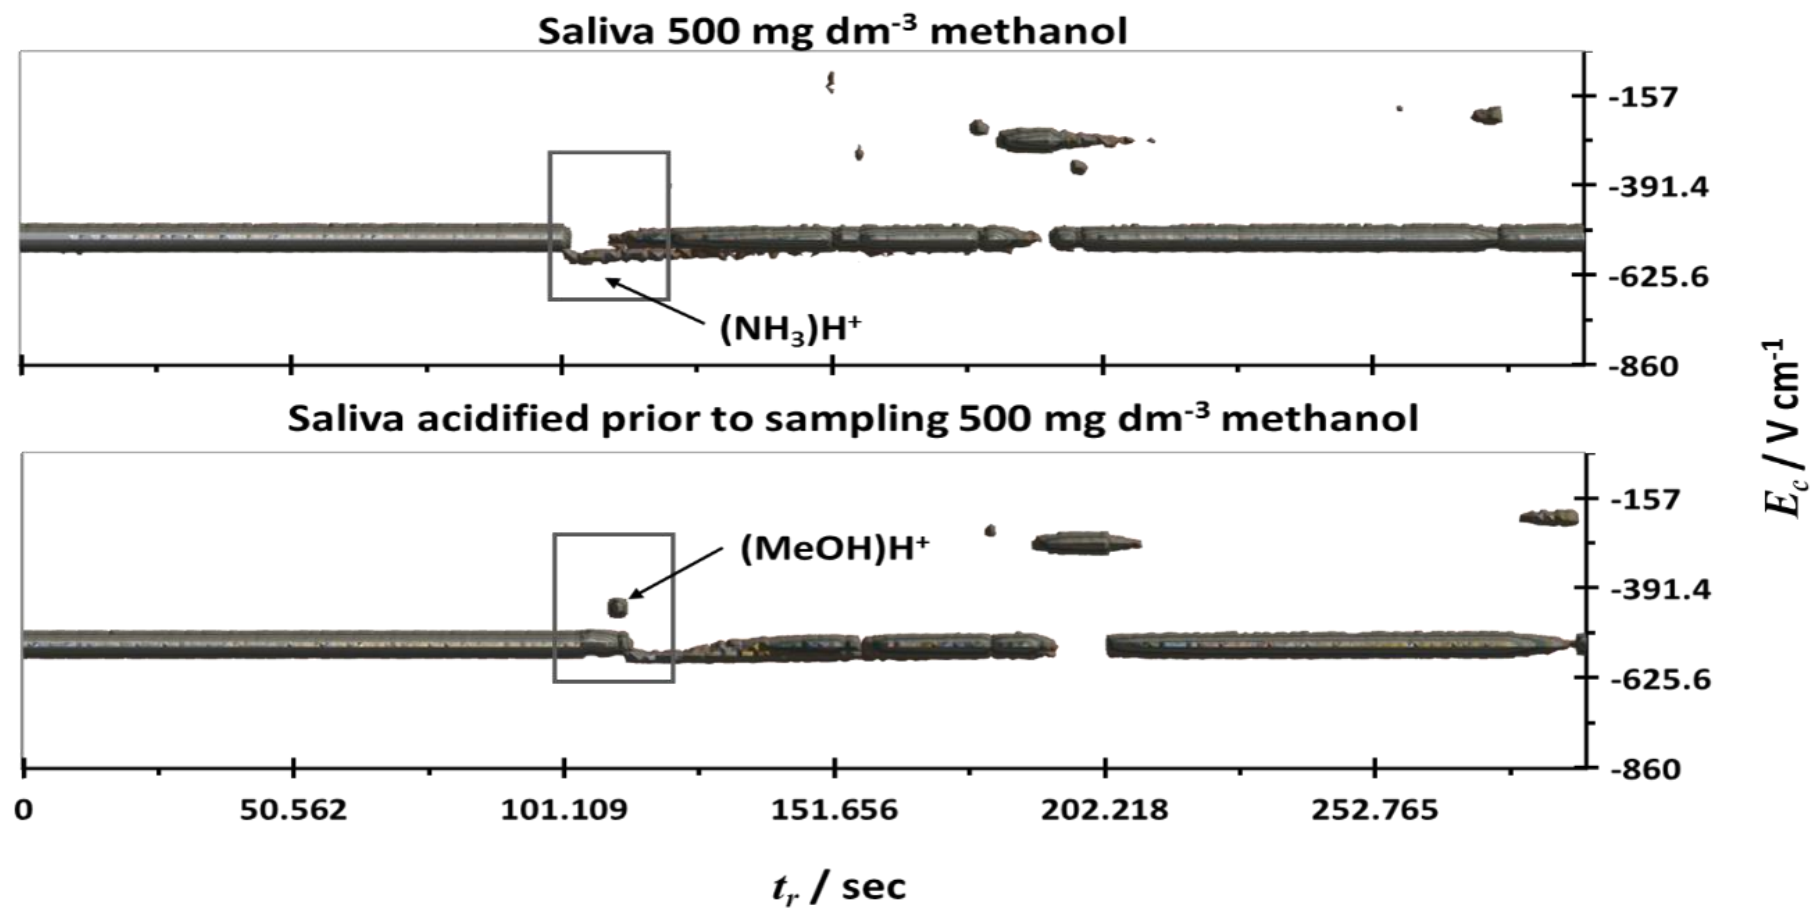 Saliva 500 mg dm⁻³ methanol
-157
-391.4
-625.6
-860
(NH₃)H⁺
Saliva acidified prior to sampling 500 mg dm⁻³ methanol
-157
-391.4
-625.6
-860
(MeOH)H⁺
E_c / V cm⁻¹
0 50.562 101.109 151.656 202.218 252.765
t_r / sec